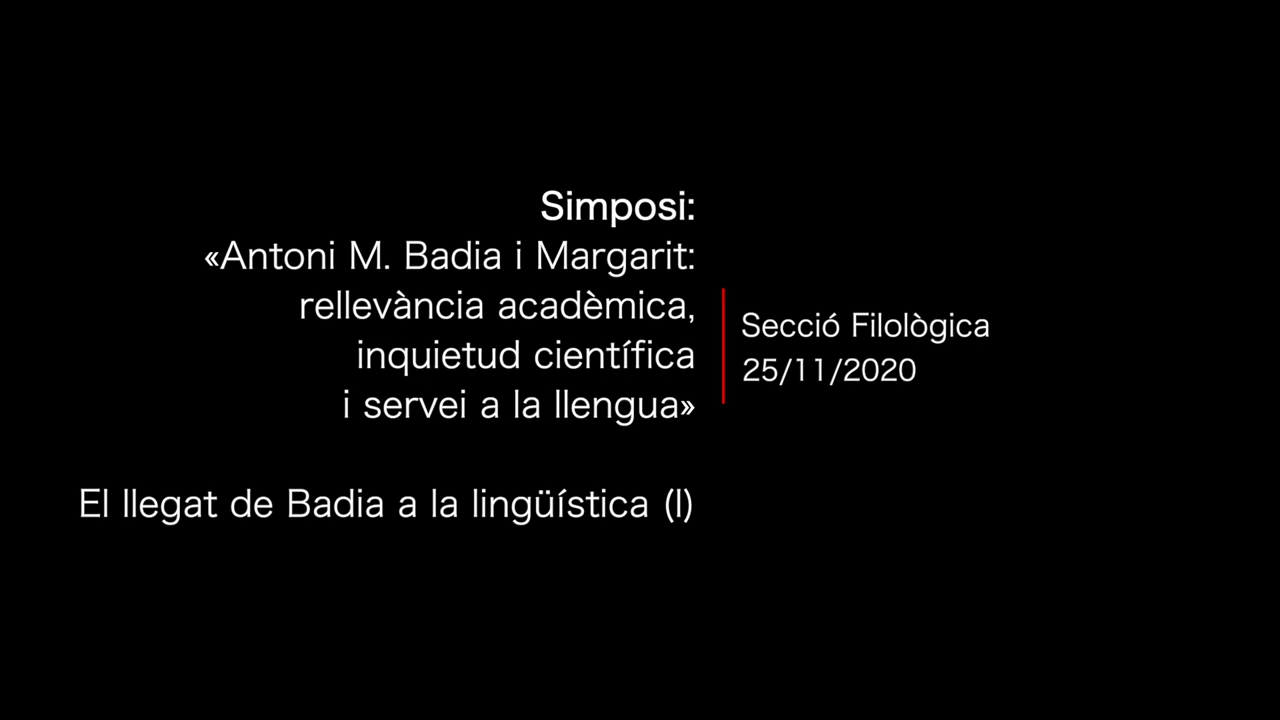 Simposi:
«Antoni M. Badia i Margarit:
rellevància acadèmica,
inquietud científica
i servei a la llengua»
El llegat de Badia a la lingüística (I)
Secció Filològica
25/11/2020